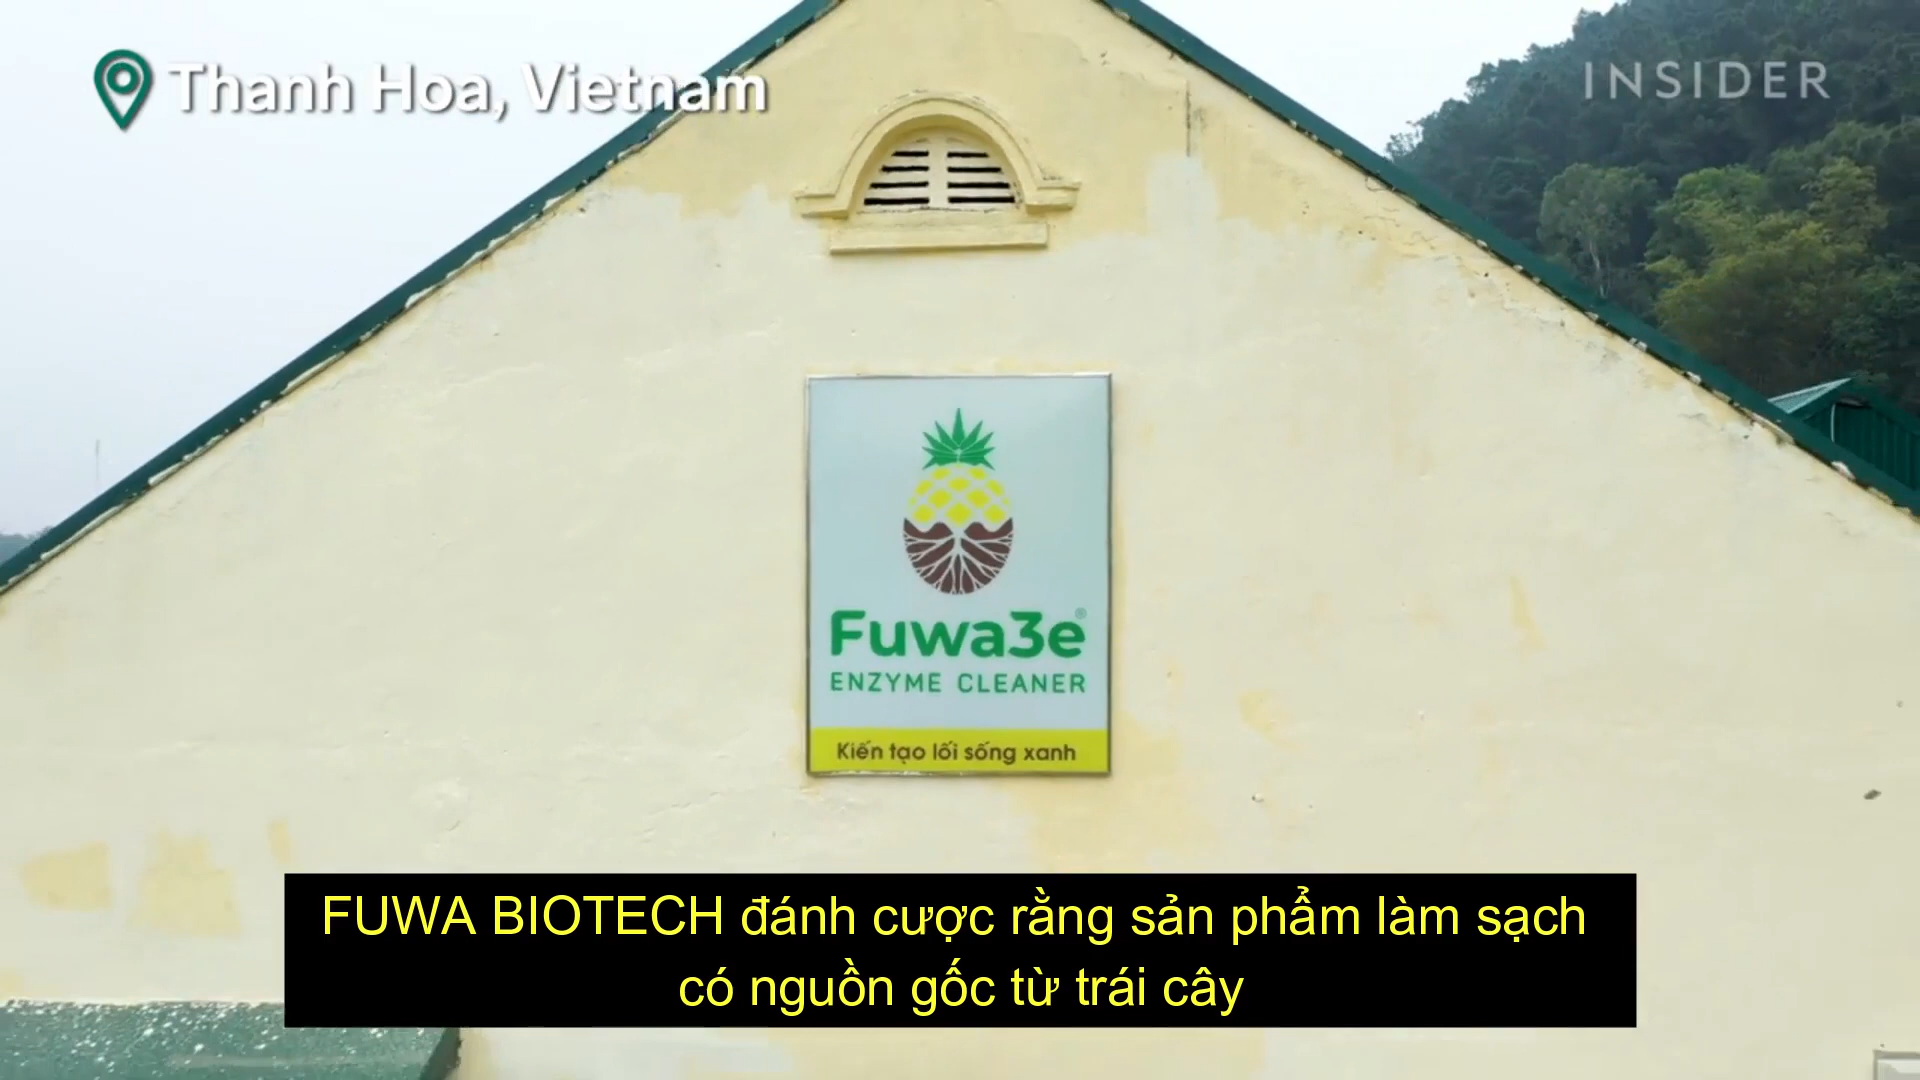 Thanh Hoa, Vietnam
INSIDER
Fuwa3e®
ENZYME CLEANER
Kiến tạo lối sống xanh
FUWA BIOTECH đánh cược rằng sản phẩm làm sạch
có nguồn gốc từ trái cây